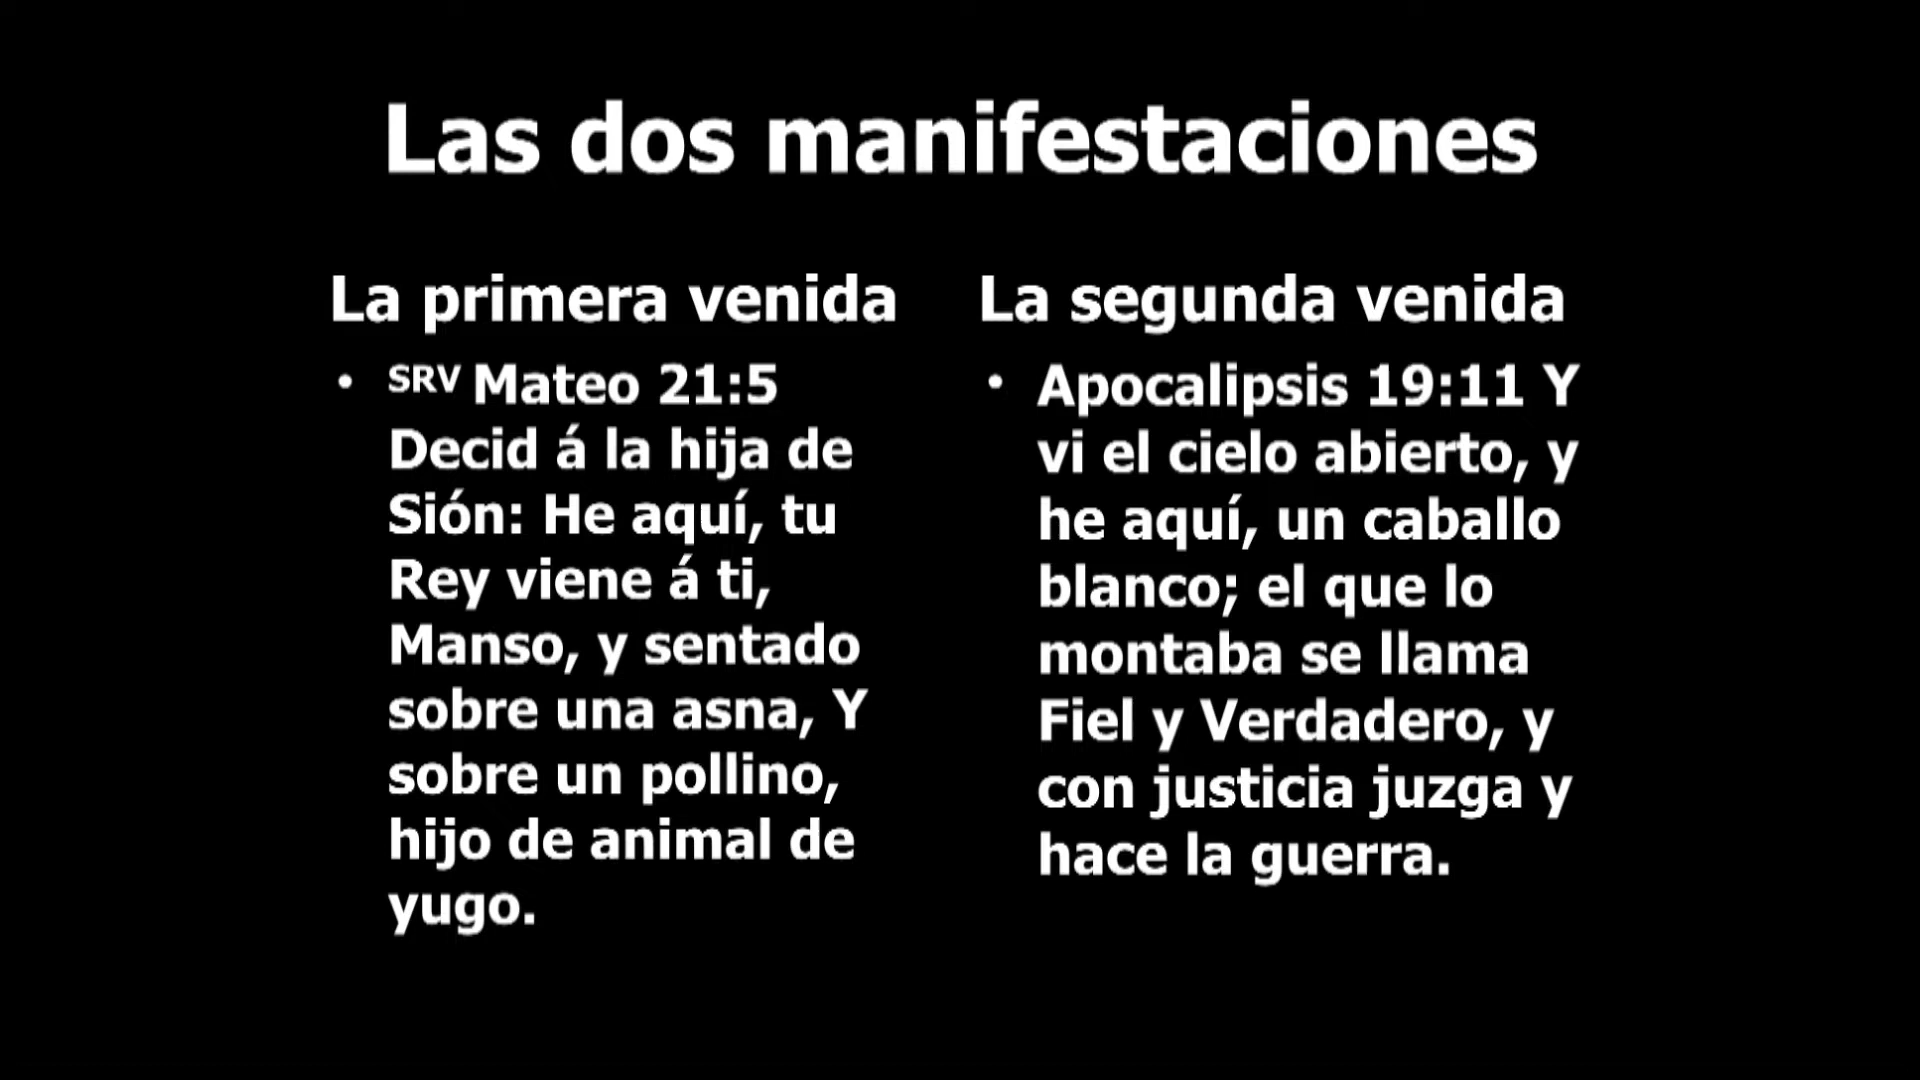 Las dos manifestaciones
La primera venida
• SRV Mateo 21:5
Decid á la hija de
Sión: He aquí, tu
Rey viene á ti,
Manso, y sentado
sobre una asna, Y
sobre un pollino,
hijo de animal de
yugo.
La segunda venida
• Apocalipsis 19:11 Y
vi el cielo abierto, y
he aquí, un caballo
blanco; el que lo
montaba se llama
Fiel y Verdadero, y
con justicia juzga y
hace la guerra.